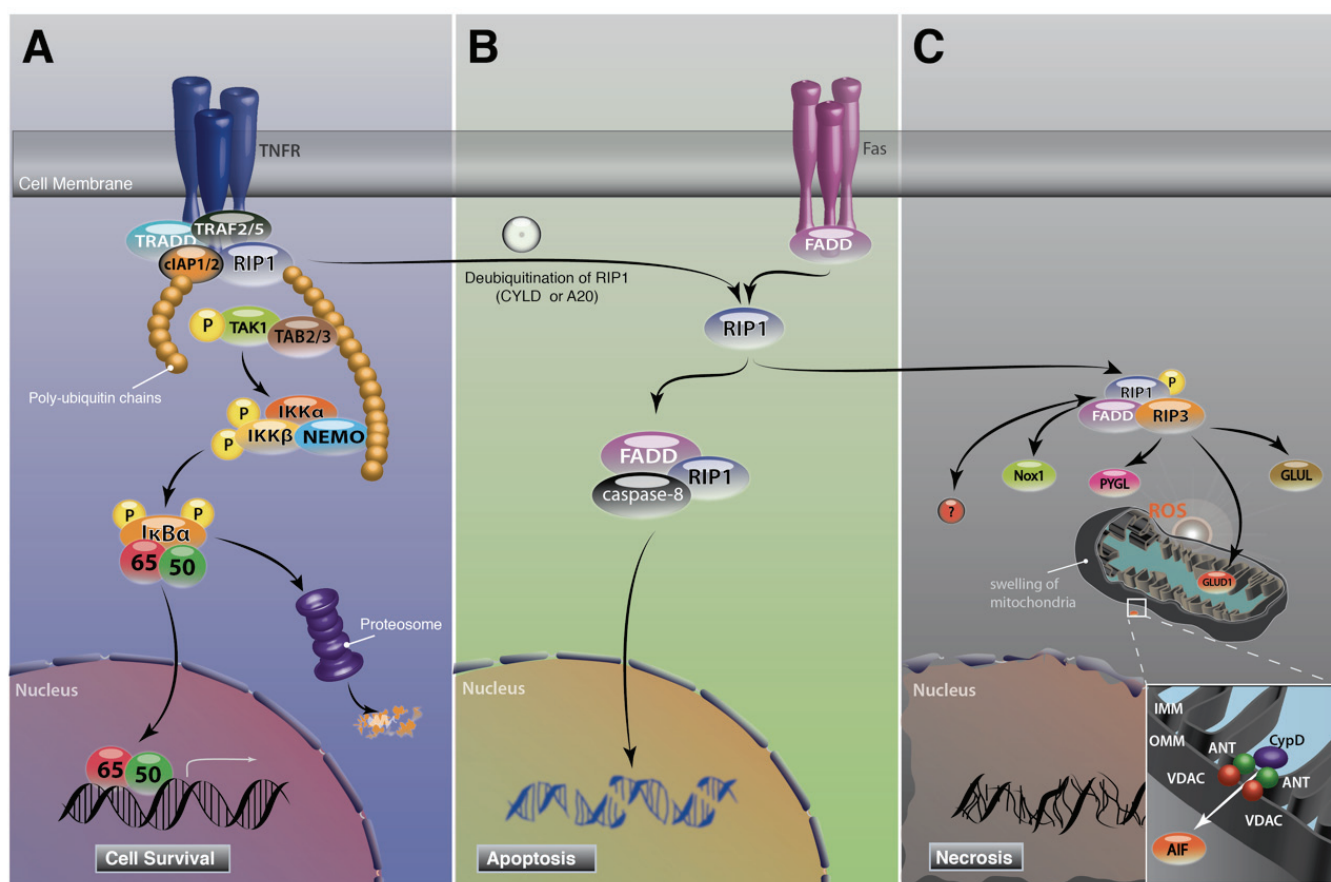 A
TNFR
Cell Membrane
TRADD
TRAF2/5
cIAP1/2
RIP1
P
TAK1
TAB2/3
Poly-ubiquitin chains
P
IKKα
P
IKKβ
NEMO
P
P
IκBα
65
50
Proteosome
Nucleus
65
50
Cell Survival
B
Fas
FADD
Deubiquitination of RIP1
(CYLD or A20)
RIP1
FADD
RIP1
caspase-8
Nucleus
Apoptosis
C
RIP1
P
FADD
RIP3
Nox1
PYGL
GLUL
?
ROS
GLUD1
swelling of
mitochondria
Nucleus
IMM
OMM
ANT
CypD
VDAC
ANT
VDAC
AIF
Necrosis